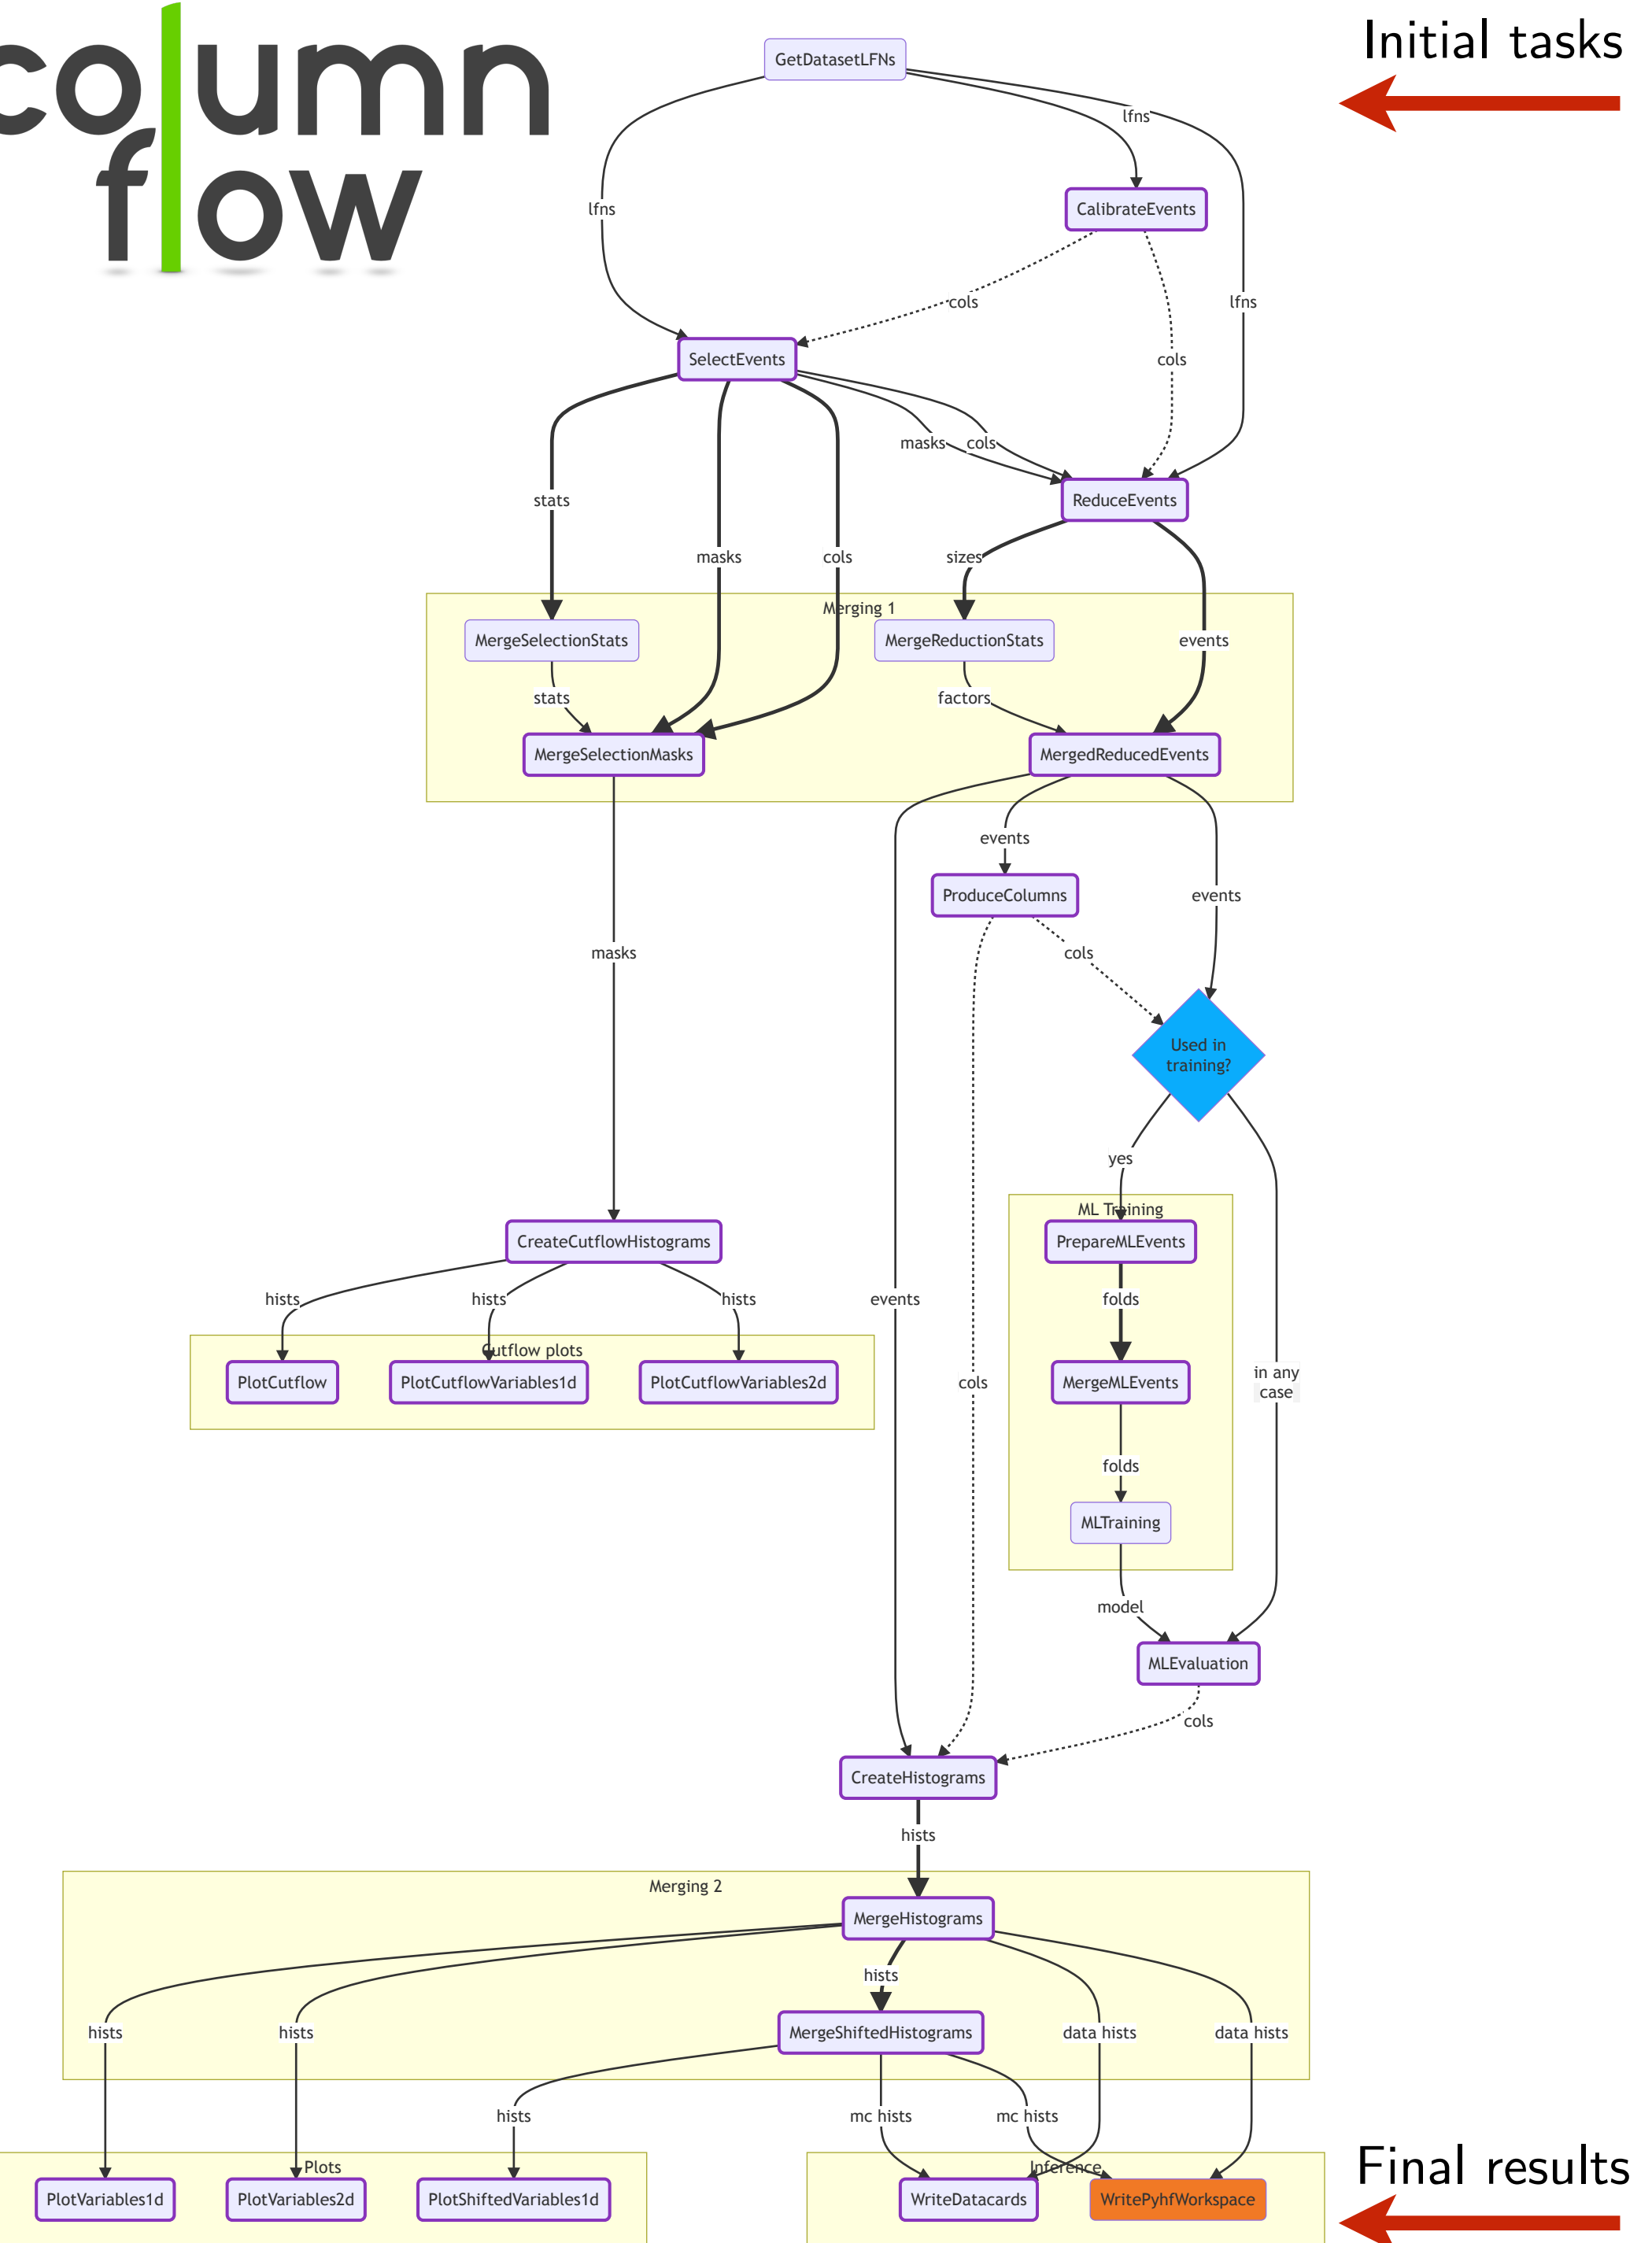 column
flow
Initial tasks
GetDatasetLFNs
lfns
lfns
CalibrateEvents
cols
lfns
SelectEvents
cols
masks
cols
stats
ReduceEvents
masks
cols
sizes
Merging 1
MergeSelectionStats
MergeReductionStats
events
stats
factors
MergeSelectionMasks
MergedReducedEvents
events
ProduceColumns
events
masks
cols
Used in
training?
yes
ML Training
CreateCutflowHistograms
PrepareMLEvents
hists
hists
hists
events
folds
Cutflow plots
PlotCutflow
PlotCutflowVariables1d
PlotCutflowVariables2d
cols
MergeMLEvents
in any
case
folds
MLTraining
model
MLEvaluation
cols
CreateHistograms
hists
Merging 2
MergeHistograms
hists
MergeShiftedHistograms
hists
hists
data hists
data hists
hists
mc hists
mc hists
Plots
Inference
Final results
PlotVariables1d
PlotVariables2d
PlotShiftedVariables1d
WriteDatacards
WritePyhfWorkspace